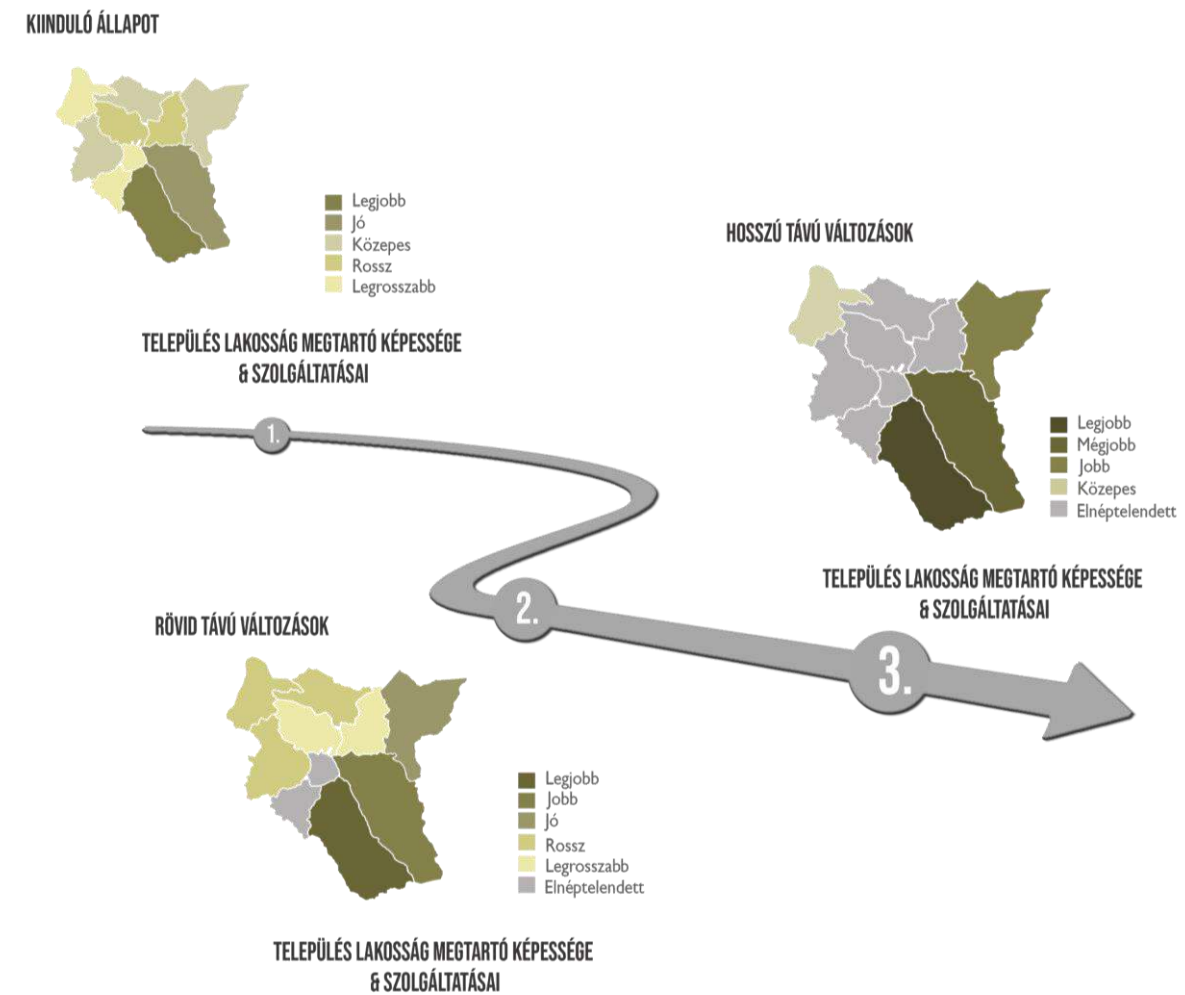 KIINDULÓ ÁLLAPOT
Legjobb
Jó
Közepes
Rossz
Legrosszabb
TELEPÜLÉS LAKOSSÁG MEGTARTÓ KÉPESSÉGE
& SZOLGÁLTATÁSAI
1.
HOSSZÚ TÁVÚ VÁLTOZÁSOK
Legjobb
Mégjobb
Jobb
Közepes
Elnéptelendett
TELEPÜLÉS LAKOSSÁG MEGTARTÓ KÉPESSÉGE
& SZOLGÁLTATÁSAI
2.
3.
RÖVID TÁVÚ VÁLTOZÁSOK
Legjobb
Jobb
Jó
Rossz
Legrosszabb
Elnéptelendett
TELEPÜLÉS LAKOSSÁG MEGTARTÓ KÉPESSÉGE
& SZOLGÁLTATÁSAI